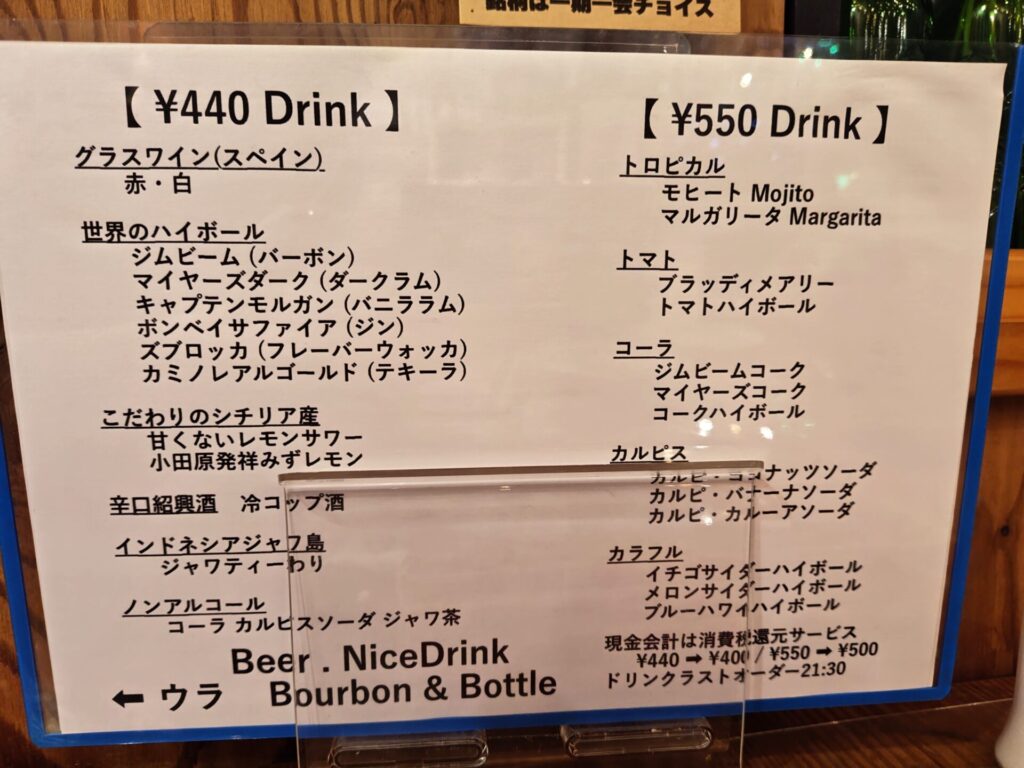 銘柄は一期一会チョイス
【 ¥440 Drink 】
グラスワイン(スペイン)
赤・白
世界のハイボール
ジムビーム (バーボン)
マイヤーズダーク (ダークラム)
キャプテンモルガン (バニララム)
ボンベイサファイア (ジン)
ズブロッカ (フレーバーウォッカ)
カミノレアルゴールド (テキーラ)
こだわりのシチリア産
甘くないレモンサワー
小田原発祥みずレモン
辛口紹興酒 冷コップ酒
インドネシアジャワ島
ジャワティーわり
ノンアルコール
コーラ カルピスソーダ ジャワ茶
Beer . NiceDrink
← ウラ Bourbon & Bottle
【 ¥550 Drink 】
トロピカル
モヒート Mojito
マルガリータ Margarita
トマト
ブラッディメアリー
トマトハイボール
コーラ
ジムビームコーク
マイヤーズコーク
コークハイボール
カルピス
カルピ・ココナッツソーダ
カルピ・バナーナソーダ
カルピ・カルーアソーダ
カラフル
イチゴサイダーハイボール
メロンサイダーハイボール
ブルーハワイハイボール
現金会計は消費税還元サービス
¥440 ➡ ¥400 / ¥550 ➡ ¥500
ドリンクラストオーダー21:30